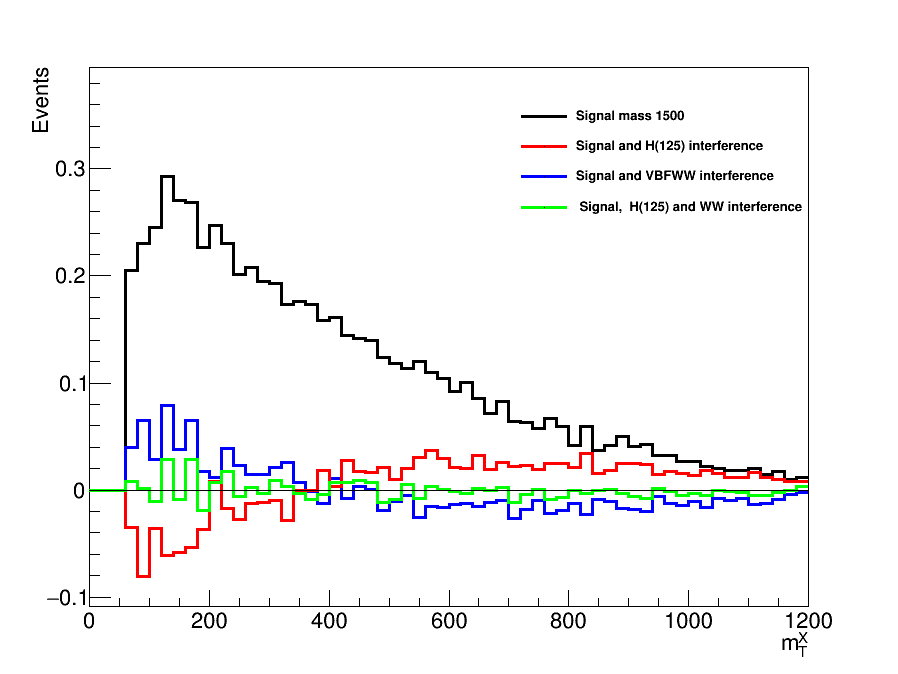 Events
Signal mass 1500
Signal and H(125) interference
Signal and VBFWW interference
Signal, H(125) and WW interference
0.3
0.2
0.1
0
−0.1
0 200 400 600 800 1000 1200
m_T^X